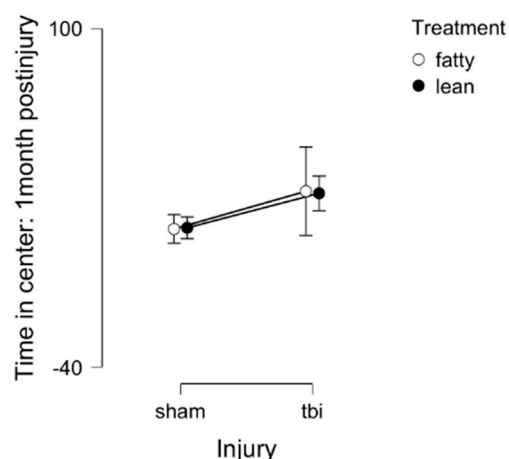 Treatment
fatty
lean
100
Time in center: 1month postinjury
-40
sham
tbi
Injury